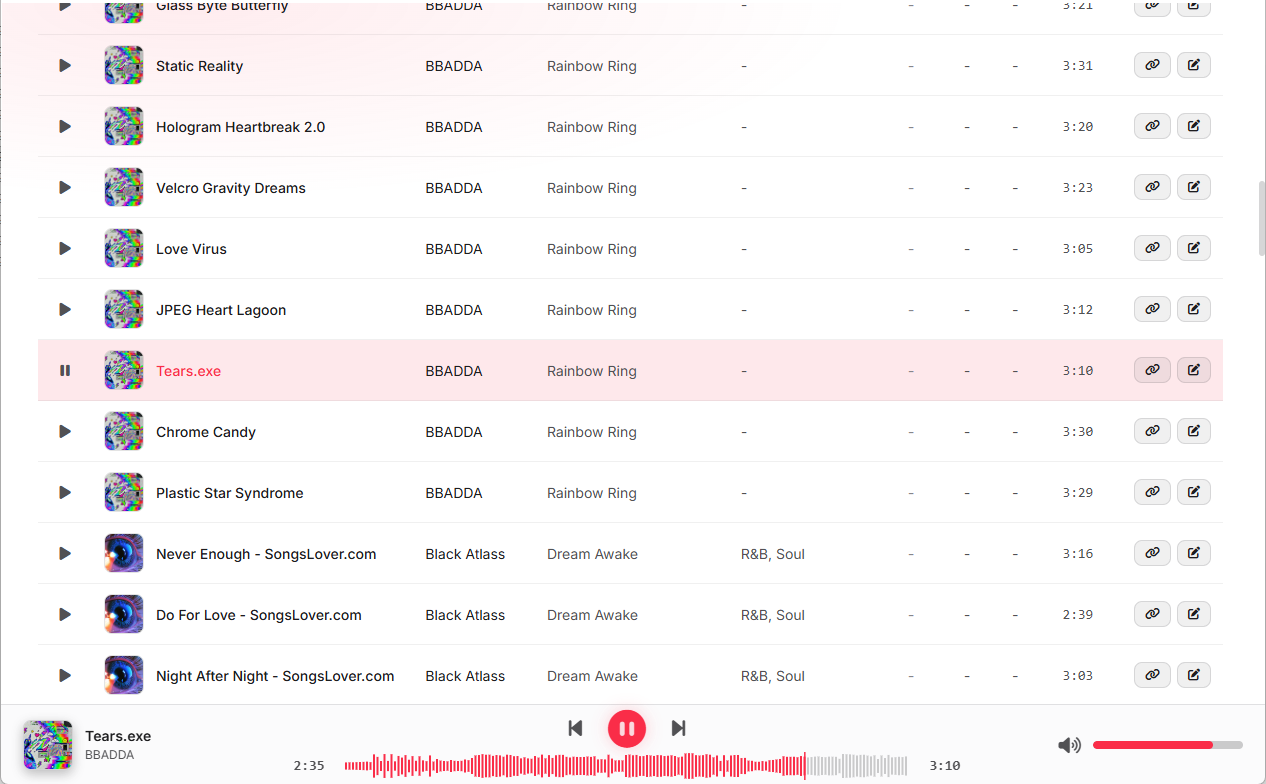 Glass Byte Butterfly BBADDA Rainbow Ring - - - - 3:21
Static Reality BBADDA Rainbow Ring - - - - 3:31
Hologram Heartbreak 2.0 BBADDA Rainbow Ring - - - - 3:20
Velcro Gravity Dreams BBADDA Rainbow Ring - - - - 3:23
Love Virus BBADDA Rainbow Ring - - - - 3:05
JPEG Heart Lagoon BBADDA Rainbow Ring - - - - 3:12
Tears.exe BBADDA Rainbow Ring - - - - 3:10
Chrome Candy BBADDA Rainbow Ring - - - - 3:30
Plastic Star Syndrome BBADDA Rainbow Ring - - - - 3:29
Never Enough - SongsLover.com Black Atlass Dream Awake R&B, Soul - - - 3:16
Do For Love - SongsLover.com Black Atlass Dream Awake R&B, Soul - - - 2:39
Night After Night - SongsLover.com Black Atlass Dream Awake R&B, Soul - - - 3:03
Tears.exe
BBADDA
2:35 3:10